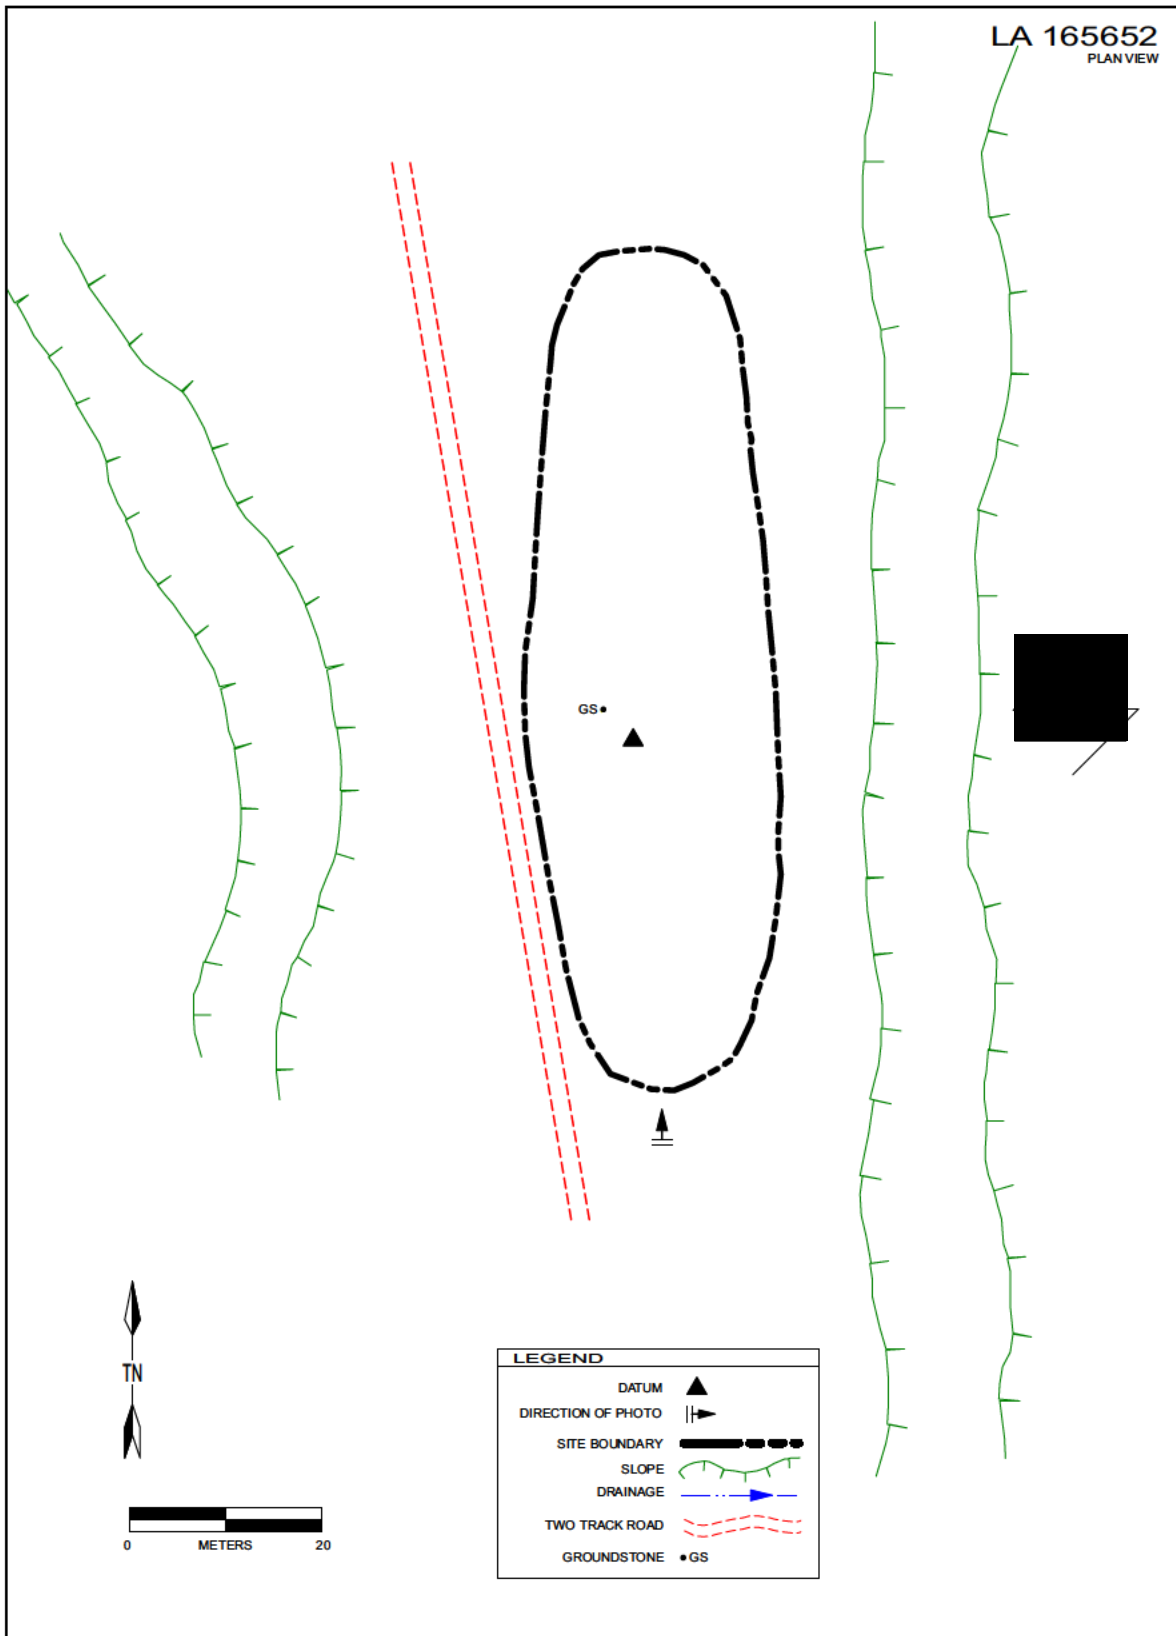 LA 165652
PLAN VIEW
GS
TN
0 METERS 20
LEGEND
DATUM
DIRECTION OF PHOTO
SITE BOUNDARY
SLOPE
DRAINAGE
TWO TRACK ROAD
GROUNDSTONE GS